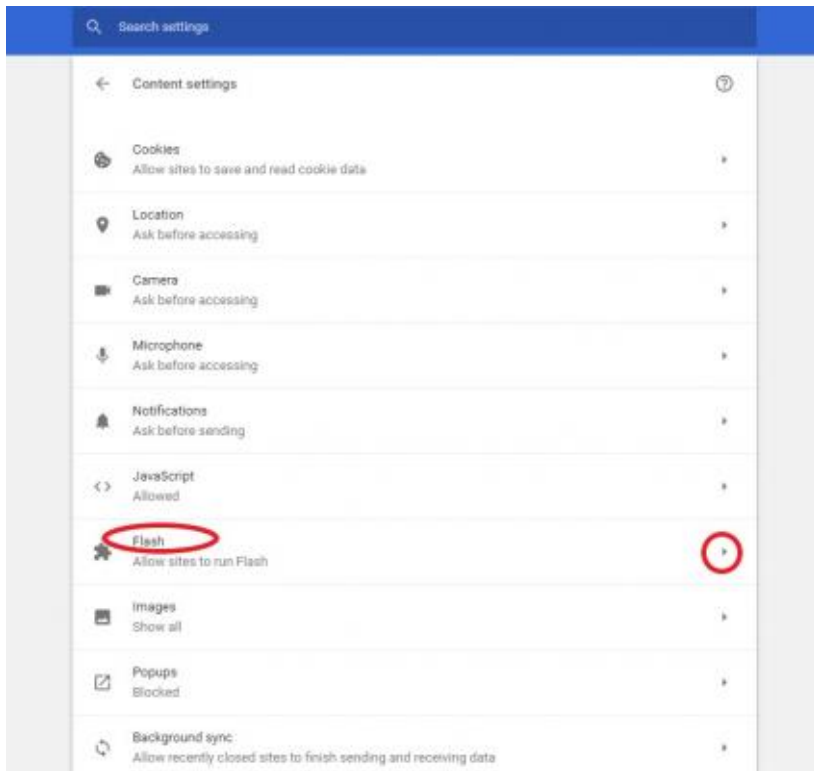 Search settings
Content settings
Cookies
Allow sites to save and read cookie data
Location
Ask before accessing
Camera
Ask before accessing
Microphone
Ask before accessing
Notifications
Ask before sending
JavaScript
Allowed
Flash
Allow sites to run Flash
Images
Show all
Popups
Blocked
Background sync
Allow recently closed sites to finish sending and receiving data